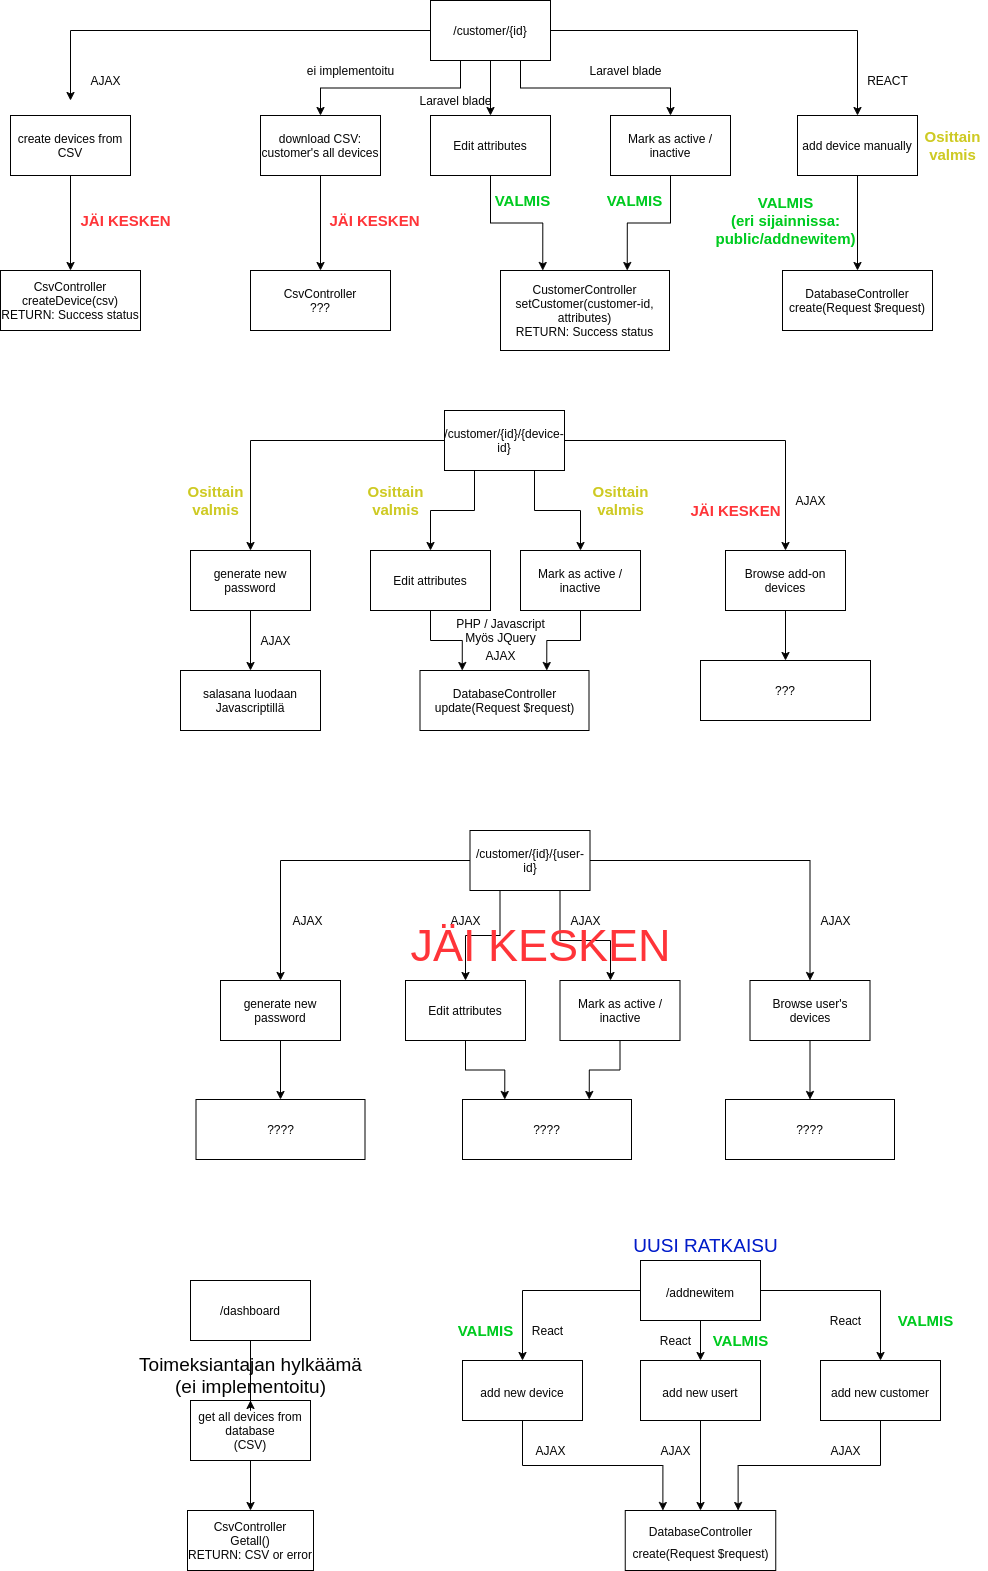 /customer/{id}
AJAX
ei implementoitu
Laravel blade
Laravel blade
REACT
create devices from
CSV
download CSV:
customer's all devices
Edit attributes
Mark as active /
inactive
add device manually
Osittain
valmis
JÄI KESKEN
JÄI KESKEN
VALMIS
VALMIS
VALMIS
(eri sijainnissa:
public/addnewitem)
CsvController
createDevice(csv)
RETURN: Success status
CsvController
???
CustomerController
setCustomer(customer-id,
attributes)
RETURN: Success status
DatabaseController
create(Request $request)
/customer/{id}/{device-
id}
Osittain
valmis
Osittain
valmis
Osittain
valmis
JÄI KESKEN
AJAX
generate new
password
Edit attributes
Mark as active /
inactive
Browse add-on
devices
AJAX
PHP / Javascript
Myös JQuery
AJAX
salasana luodaan
Javascriptillä
DatabaseController
update(Request $request)
???
/customer/{id}/{user-
id}
AJAX
AJAX
AJAX
AJAX
JÄI KESKEN
generate new
password
Edit attributes
Mark as active /
inactive
Browse user's
devices
????
????
????
/dashboard
Toimeksiantajan hylkäämä
(ei implementoitu)
get all devices from
database
(CSV)
CsvController
Getall()
RETURN: CSV or error
UUSI RATKAISU
/addnewitem
VALMIS
React
React
VALMIS
React
VALMIS
add new device
add new usert
add new customer
AJAX
AJAX
AJAX
DatabaseController
create(Request $request)